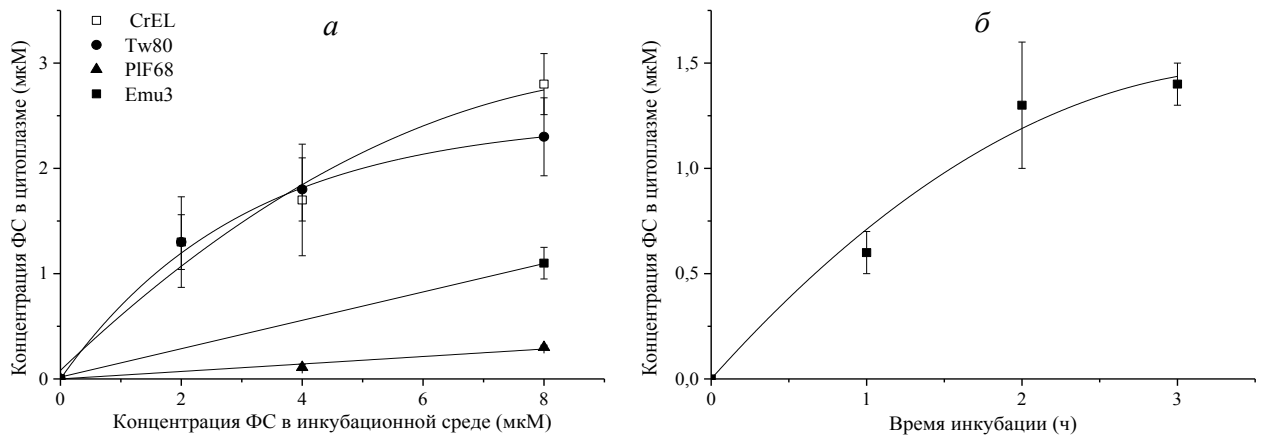 CrEL
Tw80
PlF68
Emu3
а
Концентрация ФС в цитоплазме (мкМ)
3
2
1
0
0 2 4 6 8
Концентрация ФС в инкубационной среде (мкМ)
б
Концентрация ФС в цитоплазме (мкМ)
1,5
1,0
0,5
0,0
0 1 2 3
Время инкубации (ч)